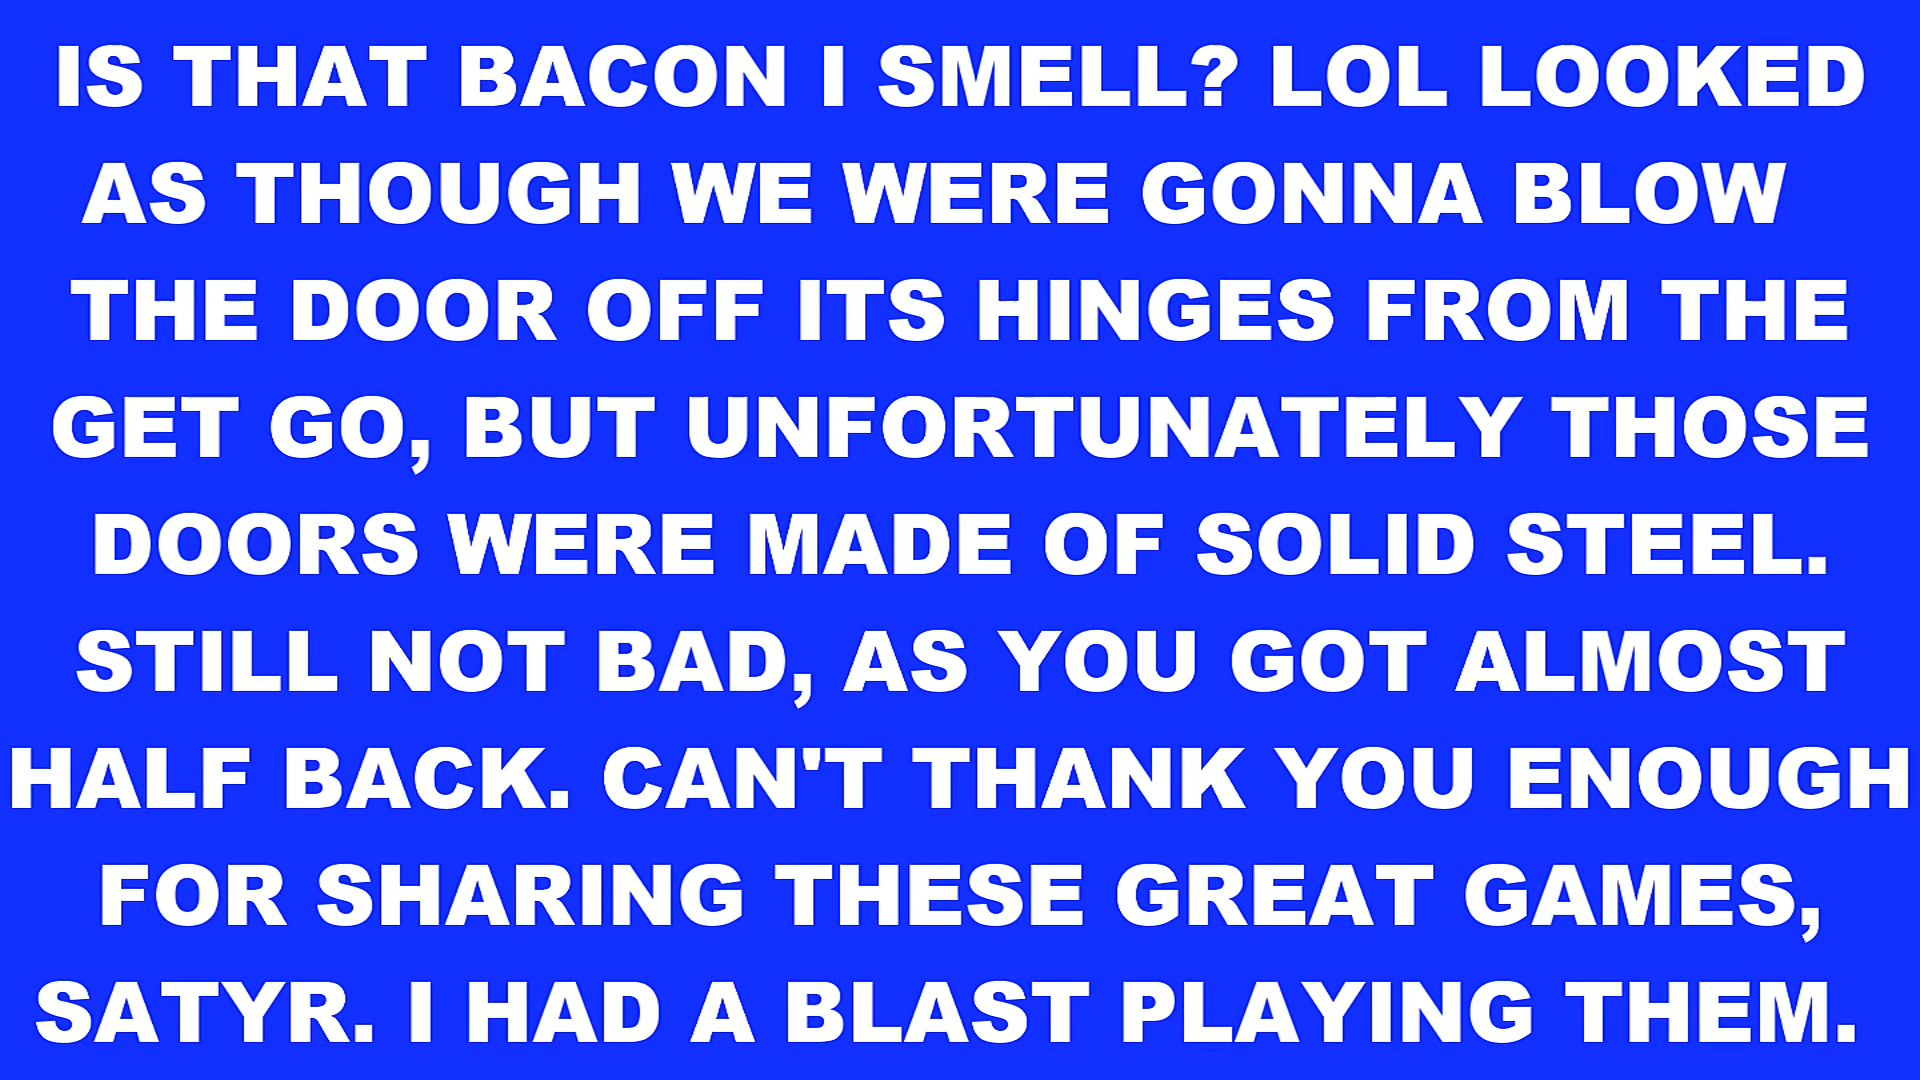 IS THAT BACON I SMELL? LOL LOOKED
AS THOUGH WE WERE GONNA BLOW
THE DOOR OFF ITS HINGES FROM THE
GET GO, BUT UNFORTUNATELY THOSE
DOORS WERE MADE OF SOLID STEEL.
STILL NOT BAD, AS YOU GOT ALMOST
HALF BACK. CAN'T THANK YOU ENOUGH
FOR SHARING THESE GREAT GAMES,
SATYR. I HAD A BLAST PLAYING THEM.